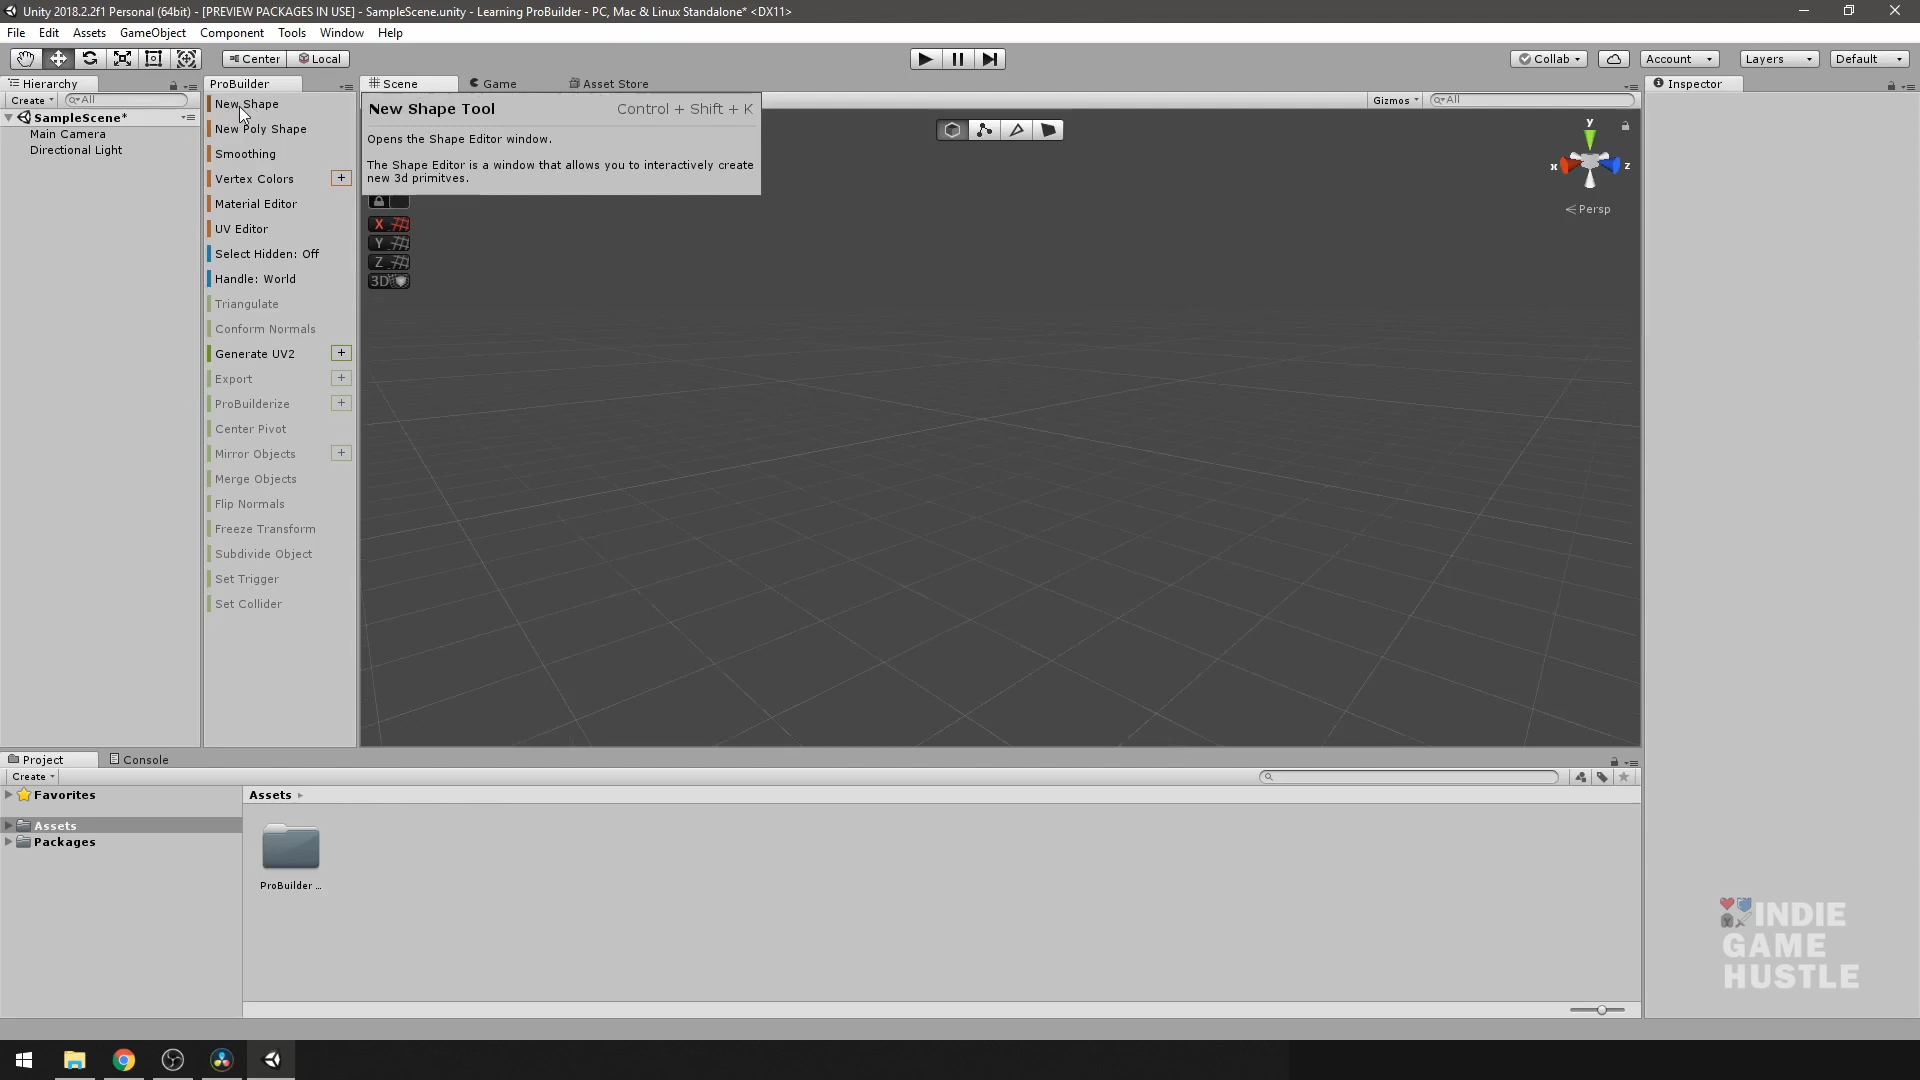 Unity 2018.2.2f1 Personal (64bit) - [PREVIEW PACKAGES IN USE] - SampleScene.unity - Learning ProBuilder - PC, Mac & Linux Standalone* <DX11>
File Edit Assets GameObject Component Tools Window Help
Center Local
Collab Account Layers Default
Hierarchy
Create All
SampleScene*
Main Camera
Directional Light
ProBuilder
New Shape
New Poly Shape
Smoothing
Vertex Colors +
Material Editor
UV Editor
Select Hidden: Off
Handle: World
Triangulate
Conform Normals
Generate UV2 +
Export +
ProBuilderize +
Center Pivot
Mirror Objects +
Merge Objects
Flip Normals
Freeze Transform
Subdivide Object
Set Trigger
Set Collider
Scene Game Asset Store
Gizmos All
New Shape Tool Control + Shift + K
Opens the Shape Editor window.
The Shape Editor is a window that allows you to interactively create
new 3d primitves.
X
Y
Z
3D
y
x z
Persp
Inspector
Project Console
Create
Favorites
Assets
Packages
Assets
ProBuilder ...
INDIE
GAME
HUSTLE